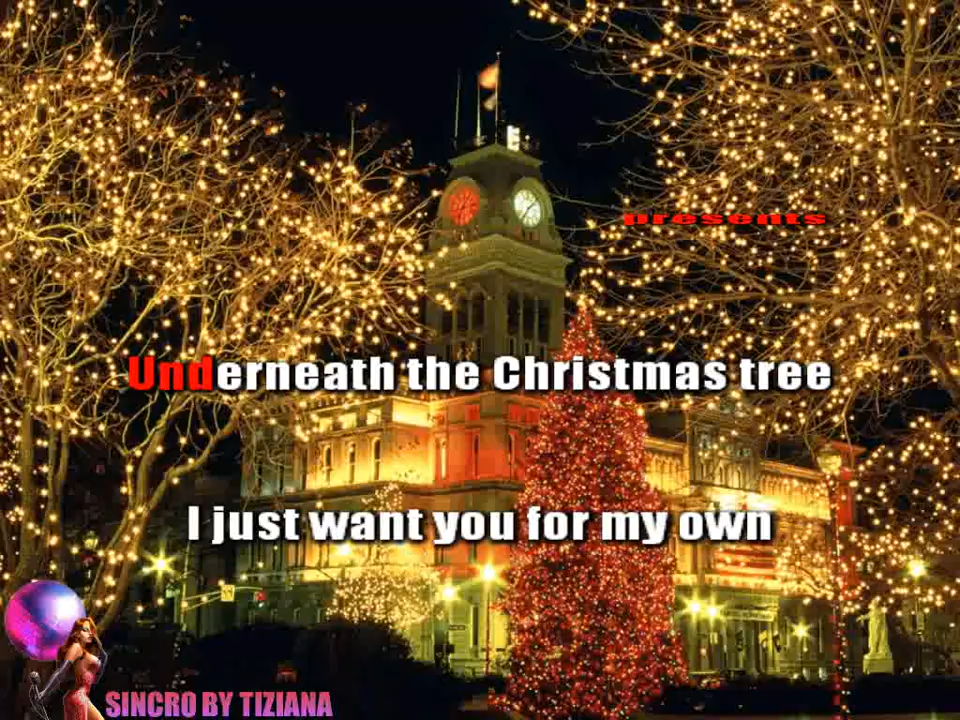 presents
Underneath the Christmas tree
I just want you for my own
SINCRO BY TIZIANA